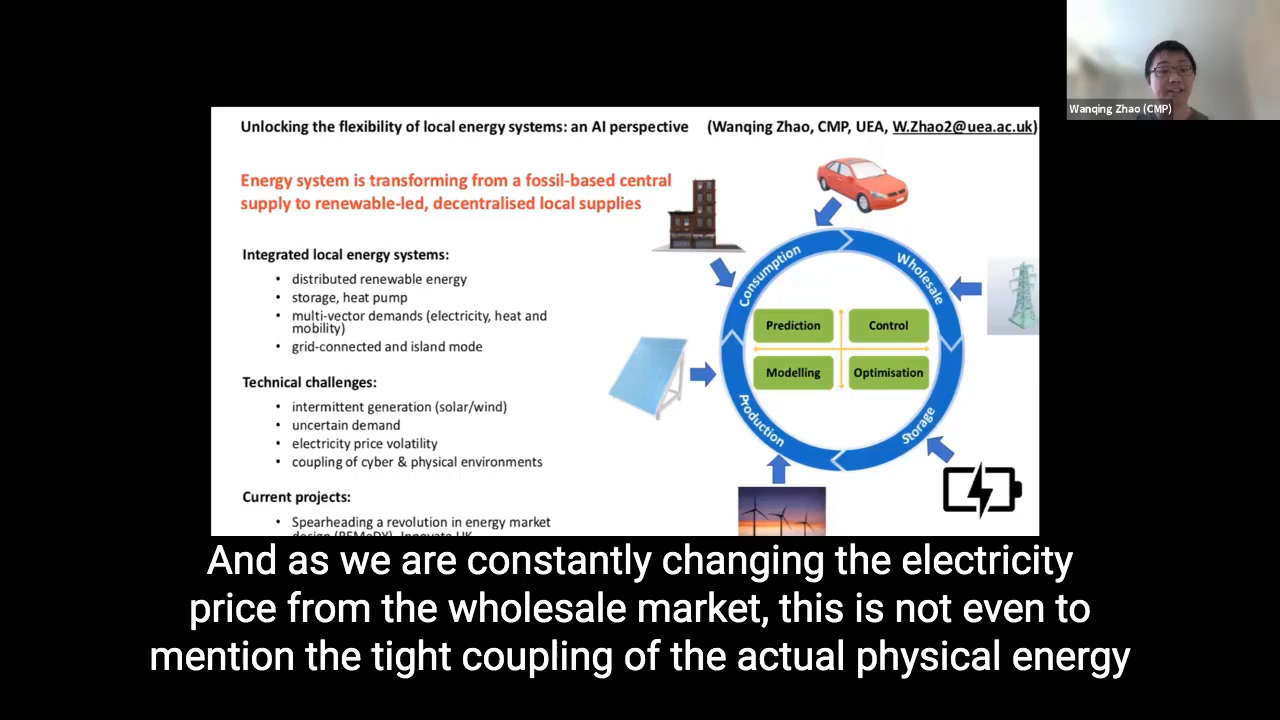 Wanqing Zhao (CMP)
Unlocking the flexibility of local energy systems: an AI perspective (Wanqing Zhao, CMP, UEA, W.Zhao2@uea.ac.uk)
Energy system is transforming from a fossil-based central
supply to renewable-led, decentralised local supplies
Integrated local energy systems:
• distributed renewable energy
• storage, heat pump
• multi-vector demands (electricity, heat and
mobility)
• grid-connected and island mode
Technical challenges:
• intermittent generation (solar/wind)
• uncertain demand
• electricity price volatility
• coupling of cyber & physical environments
Current projects:
• Spearheading a revolution in energy market
design (REMeDY), Innovate UK
Consumption
Wholesale
Prediction
Control
Modelling
Optimisation
Production
Storage
And as we are constantly changing the electricity
price from the wholesale market, this is not even to
mention the tight coupling of the actual physical energy